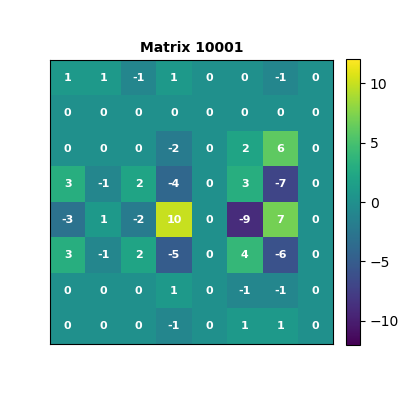 Matrix 10001
1 1 -1 1 0 0 -1 0
0 0 0 0 0 0 0 0
0 0 0 -2 0 2 6 0
3 -1 2 -4 0 3 -7 0
-3 1 -2 10 0 -9 7 0
3 -1 2 -5 0 4 -6 0
0 0 0 1 0 -1 -1 0
0 0 0 -1 0 1 1 0
10
5
0
−5
−10